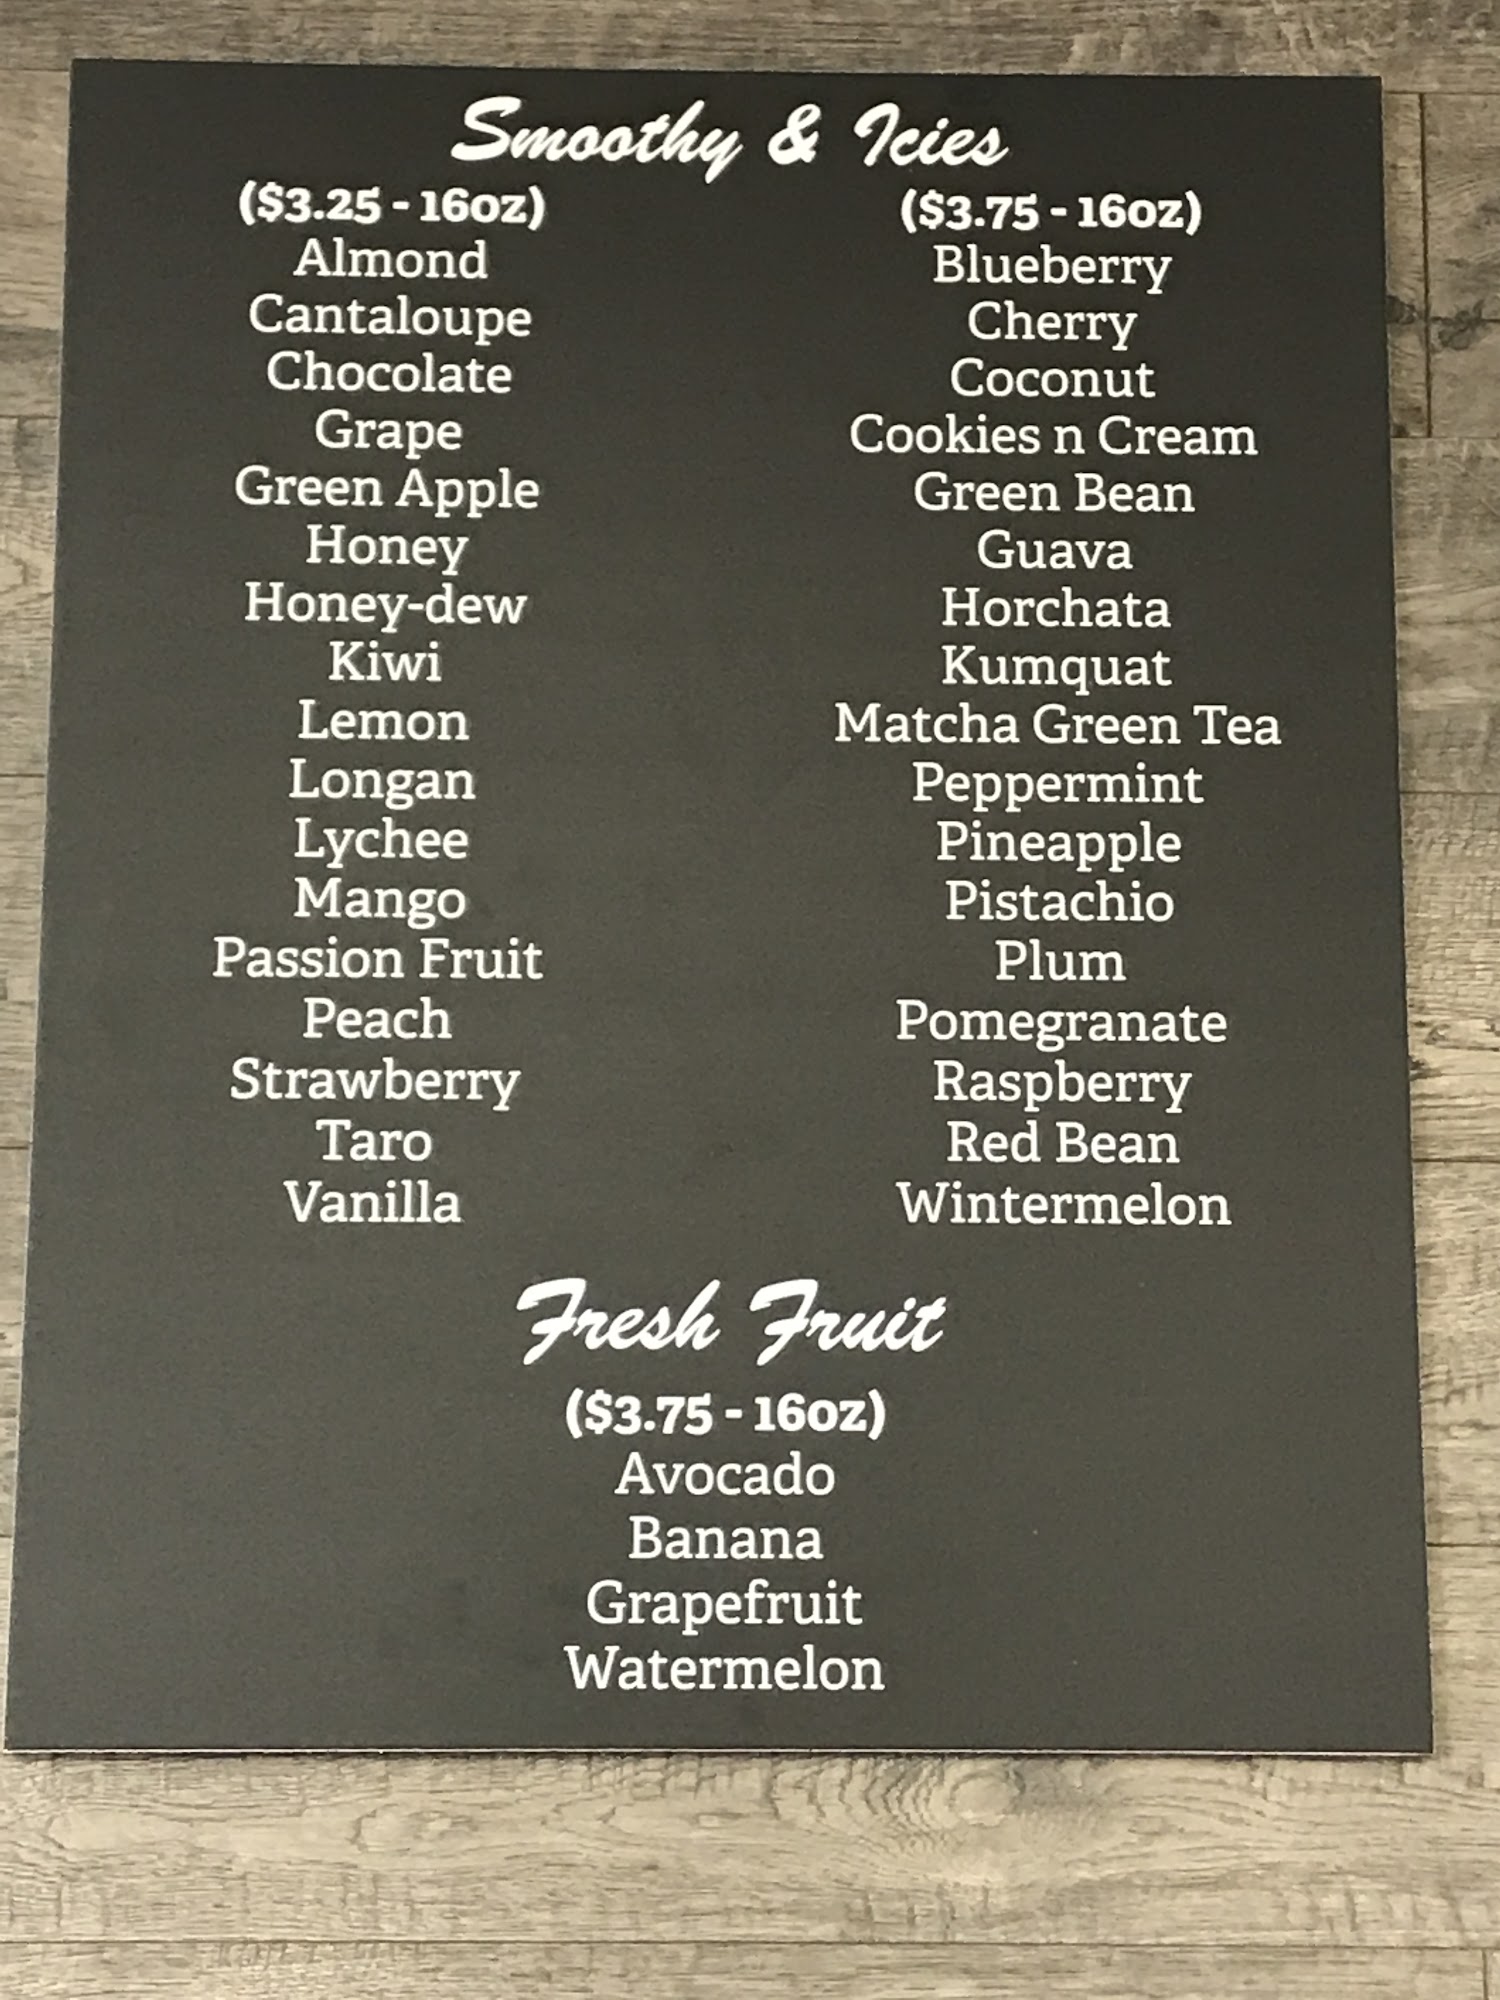 Smoothy & Icies
($3.25 - 16oz)
Almond
Cantaloupe
Chocolate
Grape
Green Apple
Honey
Honey-dew
Kiwi
Lemon
Longan
Lychee
Mango
Passion Fruit
Peach
Strawberry
Taro
Vanilla
($3.75 - 16oz)
Blueberry
Cherry
Coconut
Cookies n Cream
Green Bean
Guava
Horchata
Kumquat
Matcha Green Tea
Peppermint
Pineapple
Pistachio
Plum
Pomegranate
Raspberry
Red Bean
Wintermelon
Fresh Fruit
($3.75 - 16oz)
Avocado
Banana
Grapefruit
Watermelon